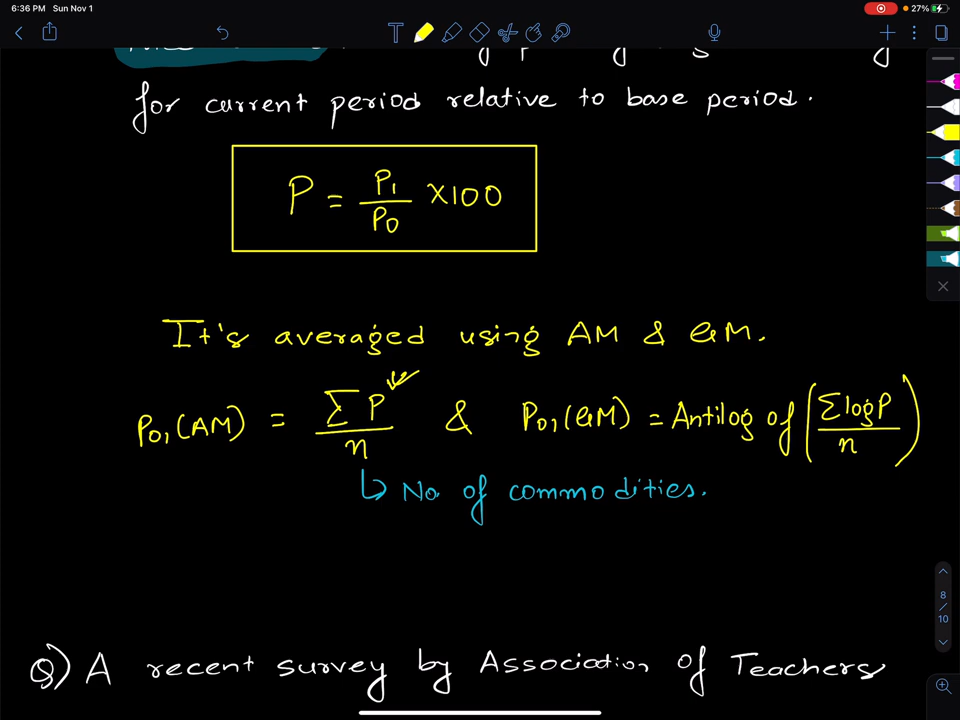 6:36 PM Sun Nov 1
27%
for current period relative to base period.
P = P1/P0 ×100
It's averaged using AM & GM.
P01(AM) = ΣP/n & P01(GM) = Antilog of (ΣlogP/n)
↳ No. of commodities.
8/10
Q) A recent survey by Association of Teachers